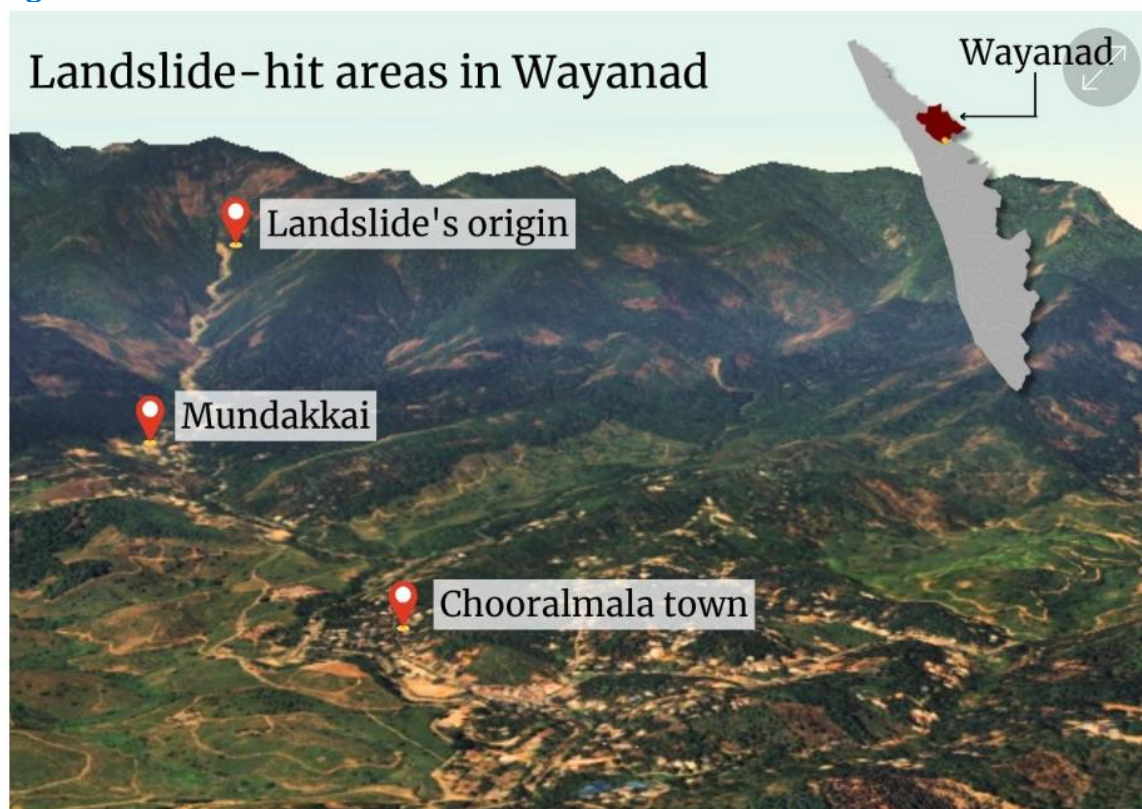 Landslide-hit areas in Wayanad
Wayanad
Landslide's origin
Mundakkai
Chooralmala town